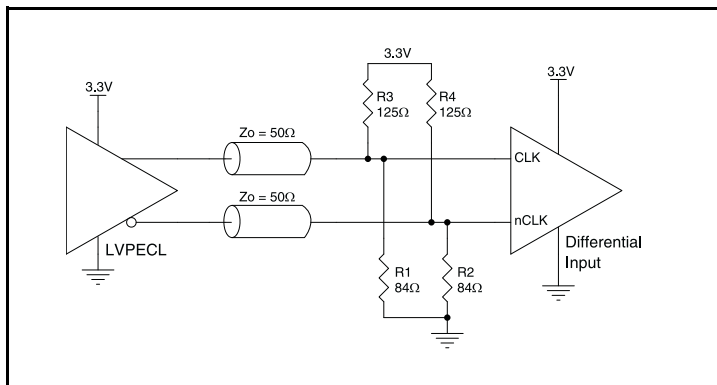 3.3V
3.3V
3.3V
R3
125Ω
R4
125Ω
Zo = 50Ω
CLK
Zo = 50Ω
nCLK
LVPECL
Differential
Input
R1
84Ω
R2
84Ω